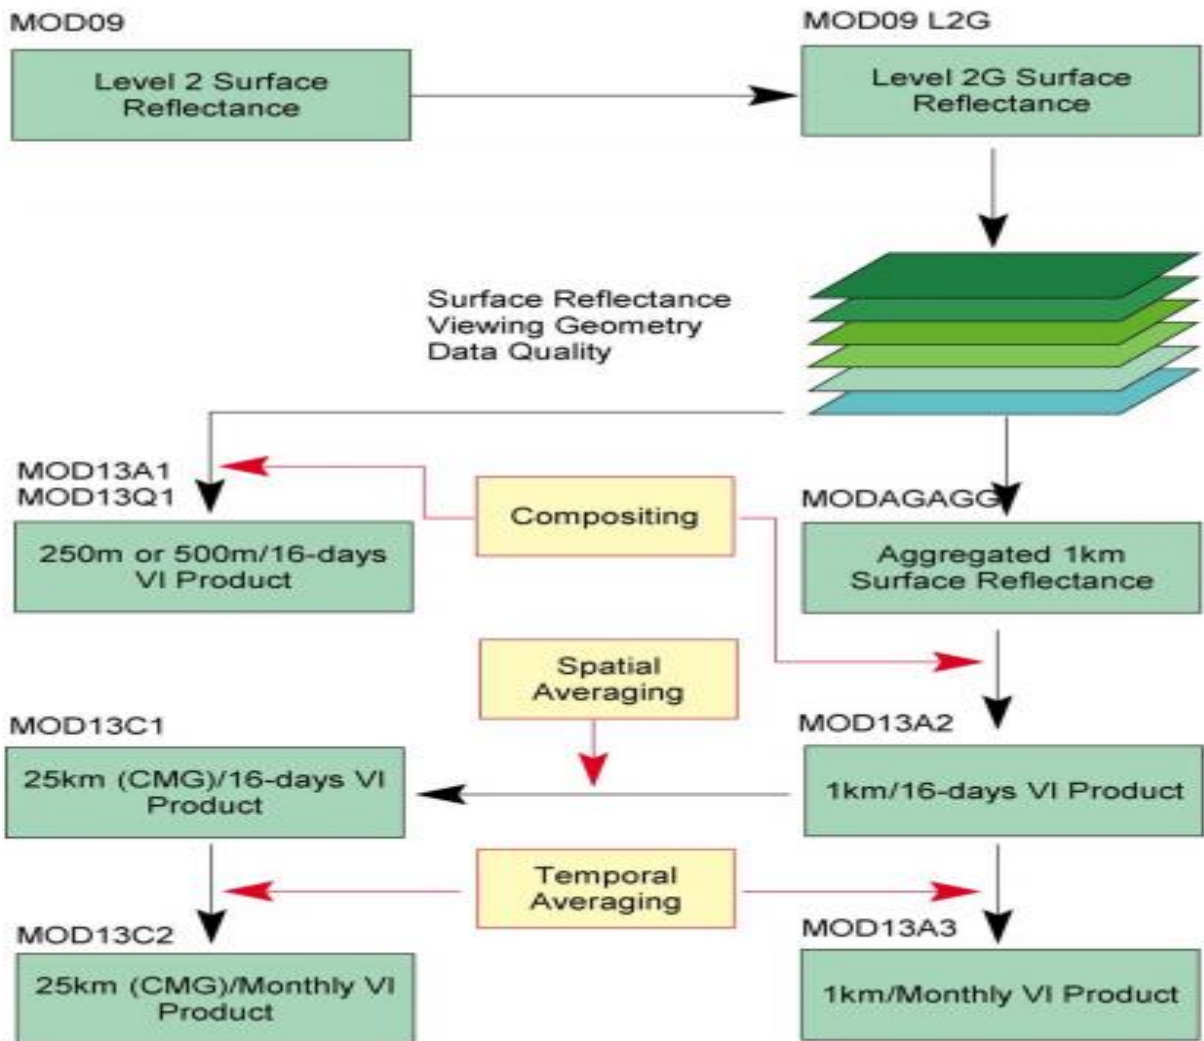 MOD09
Level 2 Surface
Reflectance
MOD09 L2G
Level 2G Surface
Reflectance
Surface Reflectance
Viewing Geometry
Data Quality
MOD13A1
MOD13Q1
250m or 500m/16-days
VI Product
Compositing
MODAGAGG
Aggregated 1km
Surface Reflectance
Spatial
Averaging
MOD13C1
25km (CMG)/16-days VI
Product
MOD13A2
1km/16-days VI Product
Temporal
Averaging
MOD13C2
25km (CMG)/Monthly VI
Product
MOD13A3
1km/Monthly VI Product